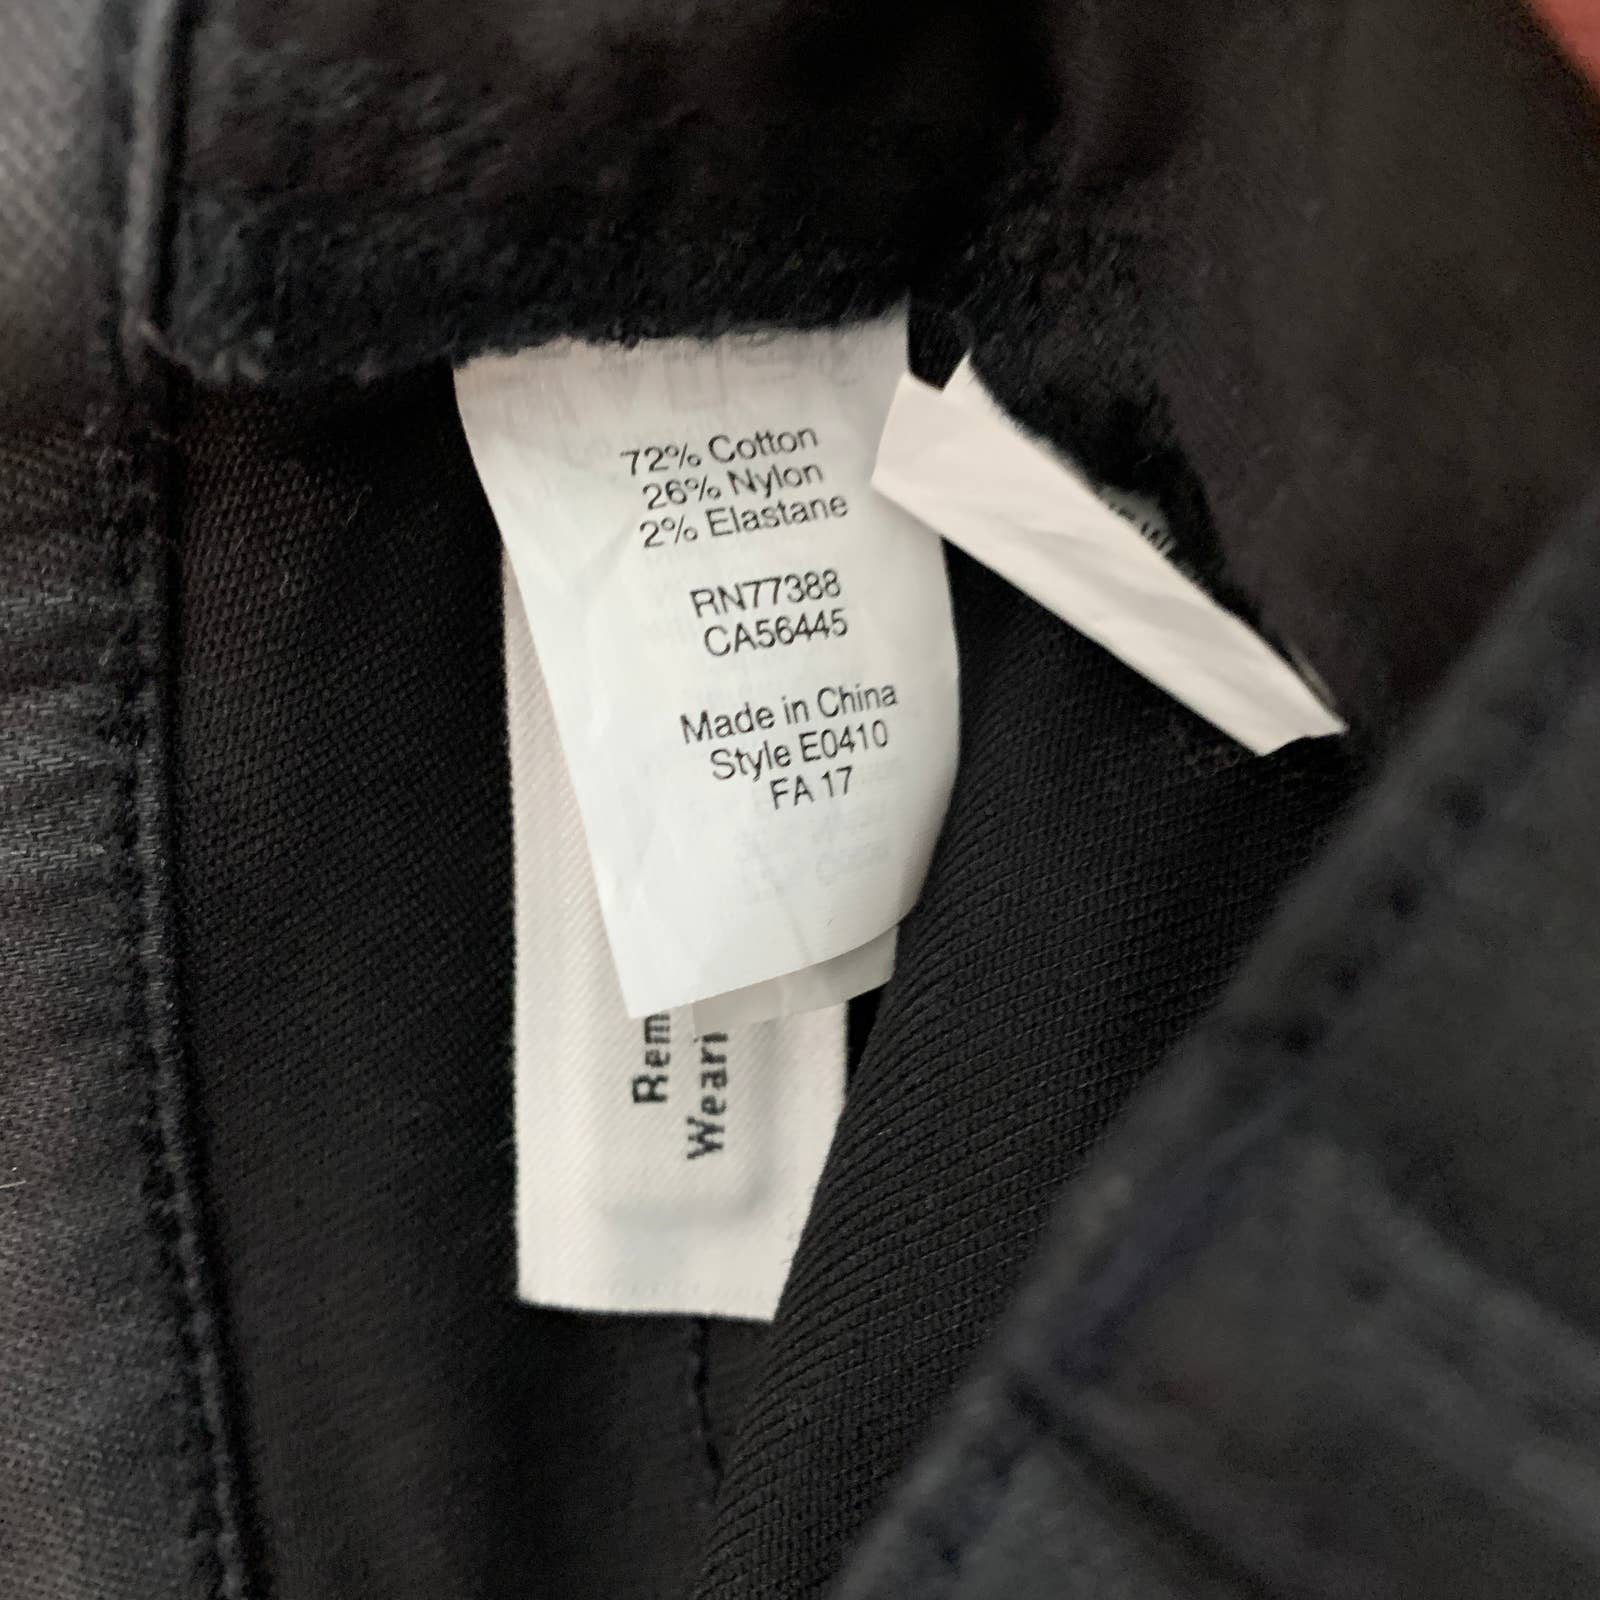 72% Cotton
26% Nylon
2% Elastane
RN77388
CA56445
Made in China
Style E0410
FA 17
Rem
Weari